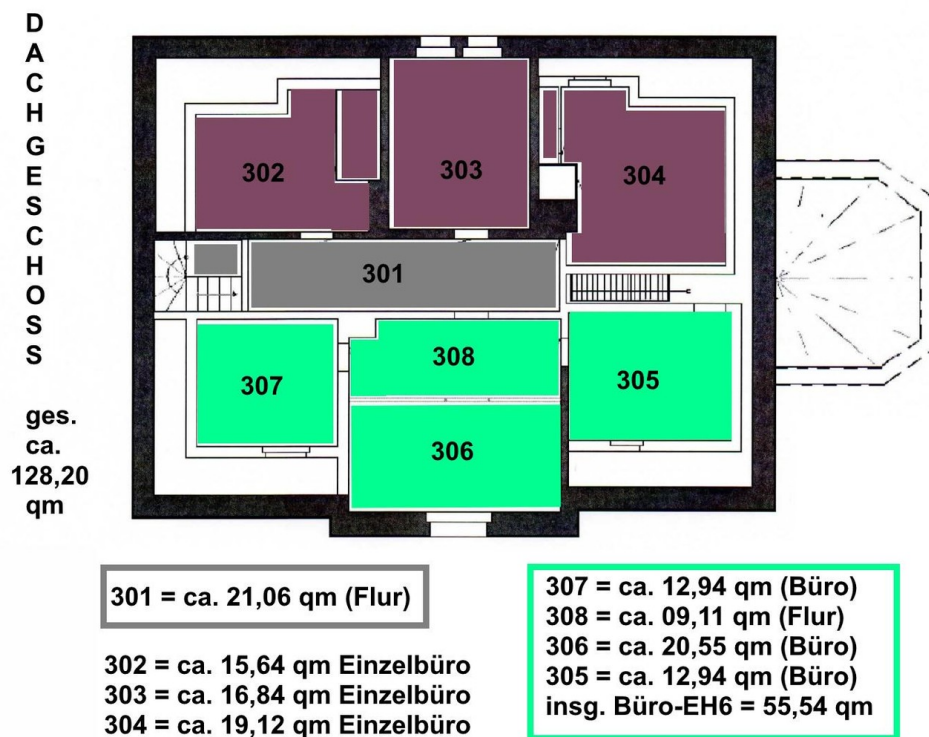 DACHGESCHOSS
ges.
ca.
128,20
qm
302
303
304
301
307
308
305
306
301 = ca. 21,06 qm (Flur)
302 = ca. 15,64 qm Einzelbüro
303 = ca. 16,84 qm Einzelbüro
304 = ca. 19,12 qm Einzelbüro
307 = ca. 12,94 qm (Büro)
308 = ca. 09,11 qm (Flur)
306 = ca. 20,55 qm (Büro)
305 = ca. 12,94 qm (Büro)
insg. Büro-EH6 = 55,54 qm